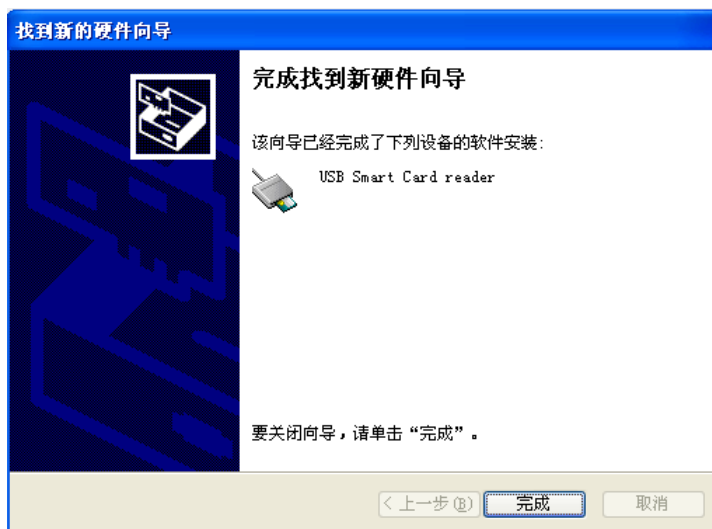 找到新的硬件向导
完成找到新硬件向导
该向导已经完成了下列设备的软件安装:
USB Smart Card reader
要关闭向导，请单击“完成”。
< 上一步(B) 完成 取消